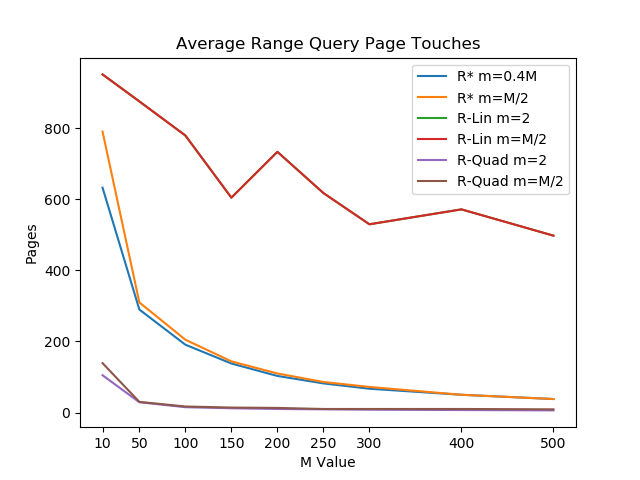 Average Range Query Page Touches
R* m=0.4M
R* m=M/2
R-Lin m=2
R-Lin m=M/2
R-Quad m=2
R-Quad m=M/2
800
600
400
200
0
Pages
10 50 100 150 200 250 300 400 500
M Value